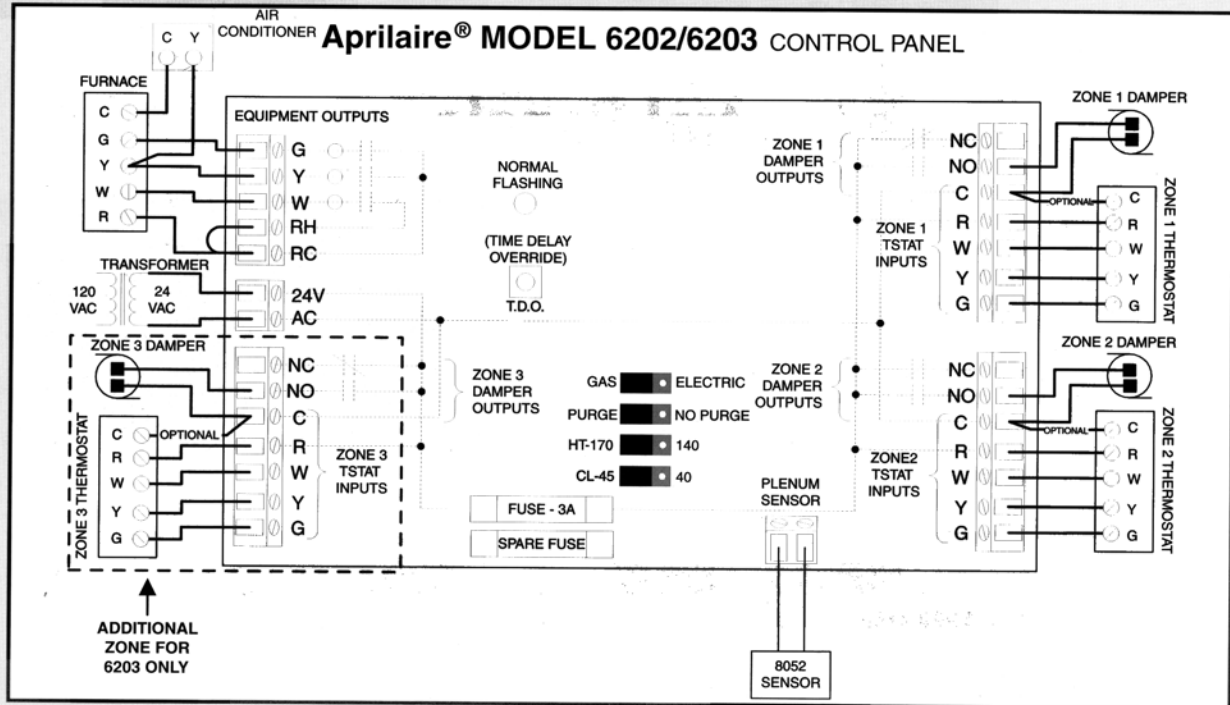 Aprilaire® MODEL 6202/6203 CONTROL PANEL
AIR
CONDITIONER
C Y
FURNACE
C
G
Y
W
R
EQUIPMENT OUTPUTS
G
Y
W
RH
RC
TRANSFORMER
120
VAC
24
VAC
24V
AC
NORMAL
FLASHING
(TIME DELAY
OVERRIDE)
T.D.O.
ZONE 3 DAMPER
ZONE 3 THERMOSTAT
C
R
W
Y
G
OPTIONAL
NC
NO
C
R
W
Y
G
ZONE 3
DAMPER
OUTPUTS
ZONE 3
TSTAT
INPUTS
ADDITIONAL
ZONE FOR
6203 ONLY
GAS ELECTRIC
PURGE NO PURGE
HT-170 140
CL-45 40
FUSE - 3A
SPARE FUSE
PLENUM
SENSOR
8052
SENSOR
ZONE 1
DAMPER
OUTPUTS
ZONE 1
TSTAT
INPUTS
NC
NO
C
R
W
Y
G
ZONE 1 DAMPER
OPTIONAL
C
R
W
Y
G
ZONE 1 THERMOSTAT
ZONE 2
DAMPER
OUTPUTS
ZONE2
TSTAT
INPUTS
NC
NO
C
R
W
Y
G
ZONE 2 DAMPER
OPTIONAL
C
R
W
Y
G
ZONE 2 THERMOSTAT